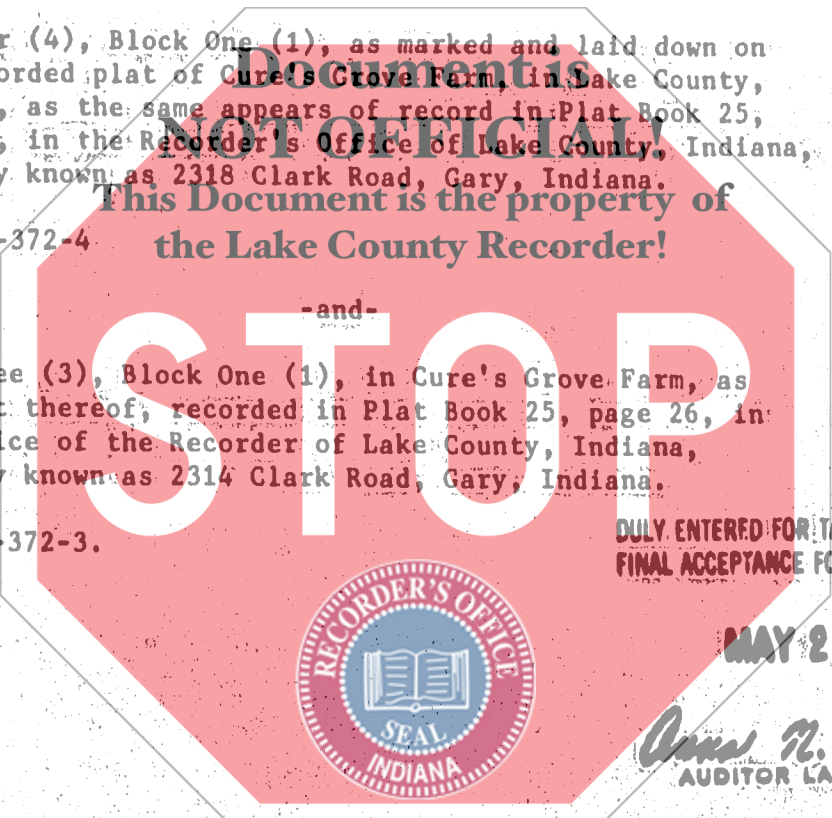 r (4), Block One (1), as marked and laid down on
orded plat of Cure's Grove Farm, in Lake County,
, as the same appears of record in Plat Book 25,
, in the Recorder's Office of Lake County, Indiana,
y known as 2318 Clark Road, Gary, Indiana.
Document is
NOT OFFICIAL!
This Document is the property of
the Lake County Recorder!
-372-4
-and-
STOP
ee (3), Block One (1), in Cure's Grove Farm, as
t thereof, recorded in Plat Book 25, page 26, in
ice of the Recorder of Lake County, Indiana,
y known as 2314 Clark Road, Gary, Indiana.
-372-3.
DULY ENTERED FOR TA
FINAL ACCEPTANCE FO
RECORDER'S OFFICE
SEAL
INDIANA
MAY 2
N.
AUDITOR LA